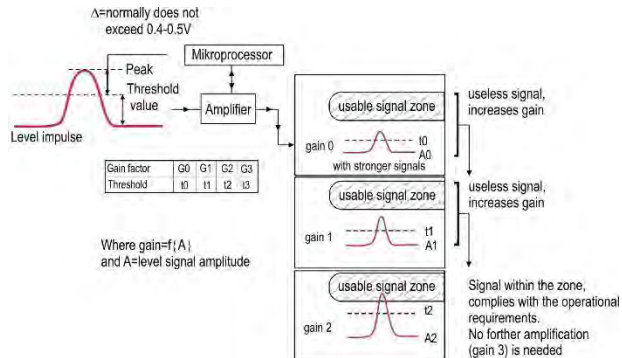 Δ=normally does not
exceed 0.4-0.5V
Mikroprocessor
Peak
Threshold
value
Amplifier
Level impulse
usable signal zone
useless signal,
increases gain
gain 0
t0
A0
with stronger signals
Gain factor G0 G1 G2 G3
Threshold t0 t1 t2 t3
usable signal zone
useless signal,
increases gain
gain 1
t1
A1
Where gain=f{A}
and A=level signal amplitude
usable signal zone
gain 2
t2
A2
Signal within the zone,
complies with the operational
requirements.
No forther amplification
(gain 3) is needed